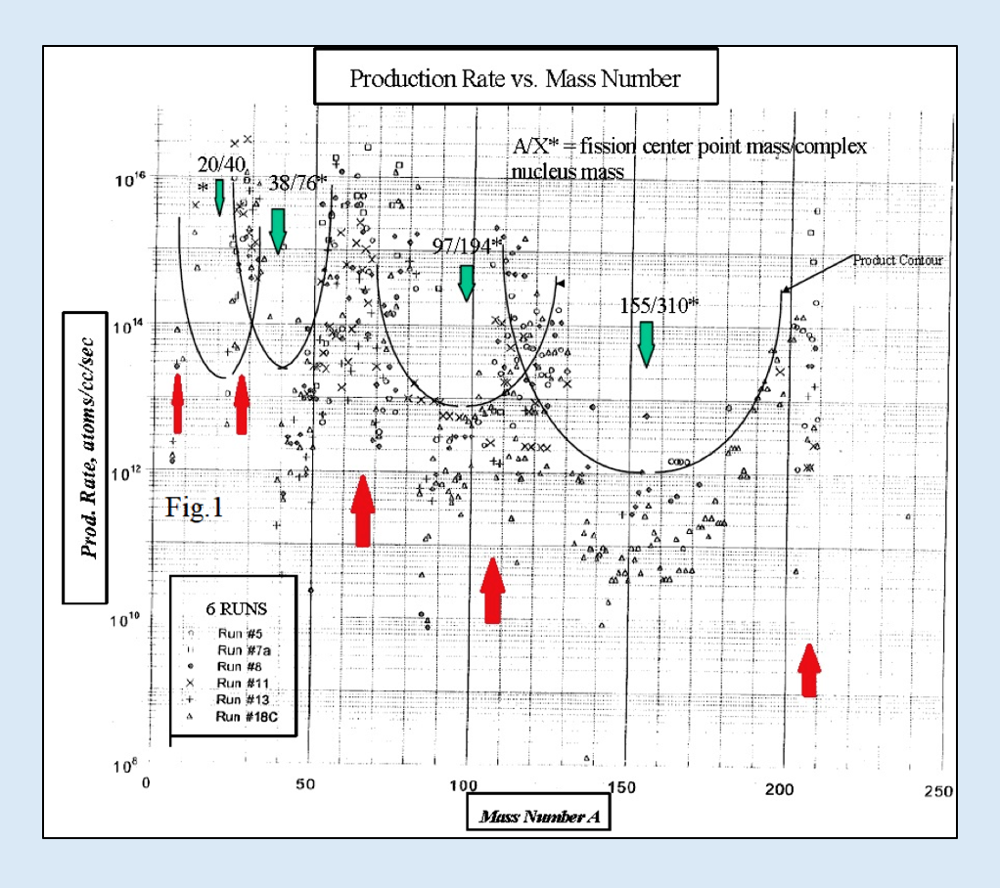 Production Rate vs. Mass Number
A/X* = fission center point mass/complex
nucleus mass
20/40
*
38/76*
97/194*
155/310*
Product Contour
10^16
10^14
10^12
10^10
10^8
Prod. Rate, atoms/cc/sec
Fig.1
6 RUNS
Run #5
Run #7a
Run #8
Run #11
Run #13
Run #18C
0 50 100 150 200 250
Mass Number A